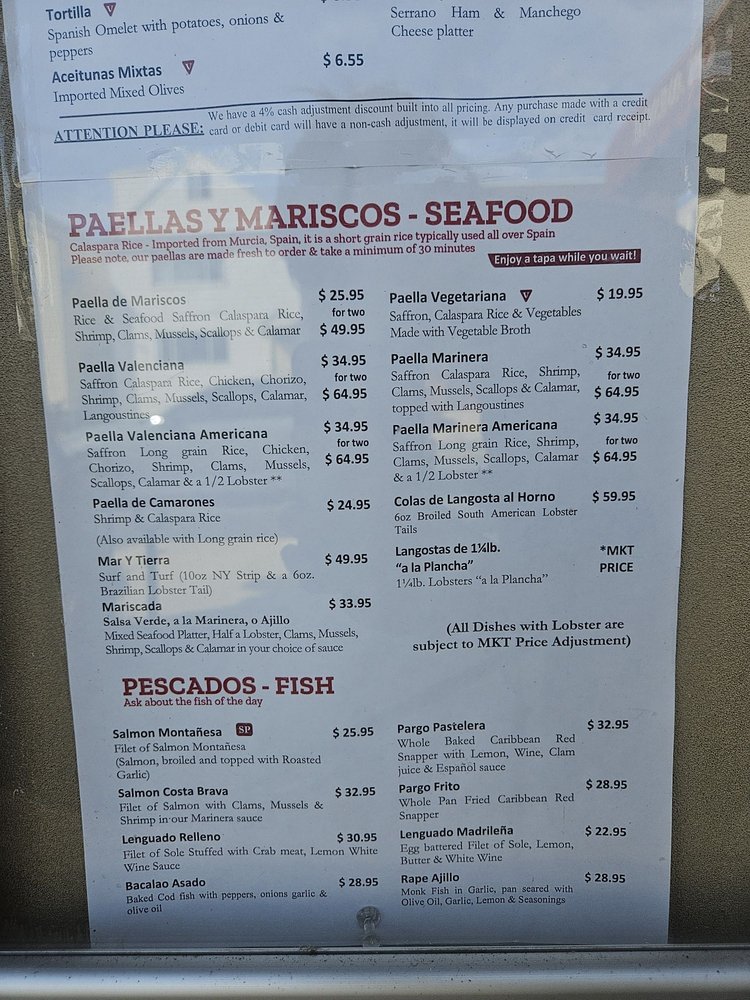 Tortilla V
Spanish Omelet with potatoes, onions &
peppers
Aceitunas Mixtas V
Imported Mixed Olives
$ 6.55
Serrano Ham & Manchego
Cheese platter
ATTENTION PLEASE: We have a 4% cash adjustment discount built into all pricing. Any purchase made with a credit
card or debit card will have a non-cash adjustment, it will be displayed on credit card receipt.
PAELLAS Y MARISCOS - SEAFOOD
Calaspara Rice - Imported from Murcia, Spain, it is a short grain rice typically used all over Spain
Please note, our paellas are made fresh to order & take a minimum of 30 minutes
Enjoy a tapa while you wait!
Paella de Mariscos $ 25.95
Rice & Seafood Saffron Calaspara Rice, for two
Shrimp, Clams, Mussels, Scallops & Calamar $ 49.95
Paella Valenciana $ 34.95
Saffron Calaspara Rice, Chicken, Chorizo, for two
Shrimp, Clams, Mussels, Scallops, Calamar, $ 64.95
Langoustines
Paella Valenciana Americana $ 34.95
Saffron Long grain Rice, Chicken, for two
Chorizo, Shrimp, Clams, Mussels, $ 64.95
Scallops, Calamar & a 1/2 Lobster **
Paella de Camarones $ 24.95
Shrimp & Calaspara Rice
(Also available with Long grain rice)
Mar Y Tierra $ 49.95
Surf and Turf (10oz NY Strip & a 6oz.
Brazilian Lobster Tail)
Mariscada $ 33.95
Salsa Verde, a la Marinera, o Ajillo
Mixed Seafood Platter, Half a Lobster, Clams, Mussels,
Shrimp, Scallops & Calamar in your choice of sauce
Paella Vegetariana V $ 19.95
Saffron, Calaspara Rice & Vegetables
Made with Vegetable Broth
Paella Marinera $ 34.95
Saffron Calaspara Rice, Shrimp, for two
Clams, Mussels, Scallops & Calamar, $ 64.95
topped with Langoustines
Paella Marinera Americana $ 34.95
Saffron Long grain Rice, Shrimp, for two
Clams, Mussels, Scallops, Calamar $ 64.95
& a 1/2 Lobster **
Colas de Langosta al Horno $ 59.95
6oz Broiled South American Lobster
Tails
Langostas de 1¼lb. *MKT
"a la Plancha" PRICE
1¼lb. Lobsters "a la Plancha"
(All Dishes with Lobster are
subject to MKT Price Adjustment)
PESCADOS - FISH
Ask about the fish of the day
Salmon Montañesa SP $ 25.95
Filet of Salmon Montañesa
(Salmon, broiled and topped with Roasted
Garlic)
Salmon Costa Brava $ 32.95
Filet of Salmon with Clams, Mussels &
Shrimp in our Marinera sauce
Lenguado Relleno $ 30.95
Filet of Sole Stuffed with Crab meat, Lemon White
Wine Sauce
Bacalao Asado $ 28.95
Baked Cod fish with peppers, onions garlic &
olive oil
Pargo Pastelera $ 32.95
Whole Baked Caribbean Red
Snapper with Lemon, Wine, Clam
juice & Español sauce
Pargo Frito $ 28.95
Whole Pan Fried Caribbean Red
Snapper
Lenguado Madrileña $ 22.95
Egg battered Filet of Sole, Lemon,
Butter & White Wine
Rape Ajillo $ 28.95
Monk Fish in Garlic, pan seared with
Olive Oil, Garlic, Lemon & Seasonings